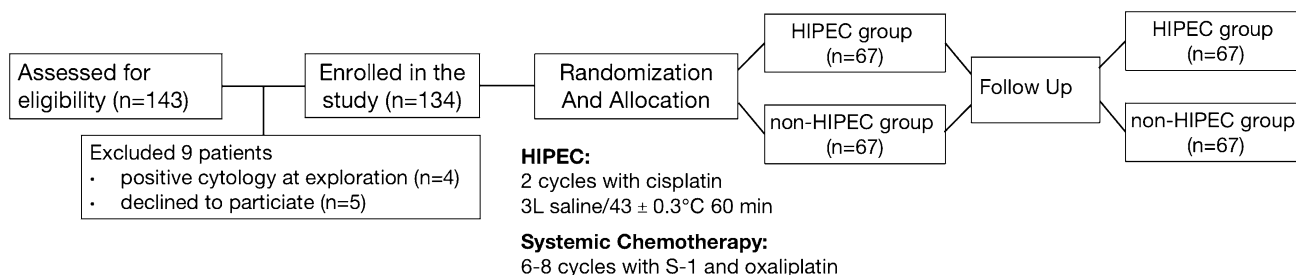 Assessed for
eligibility (n=143)
Excluded 9 patients
• positive cytology at exploration (n=4)
• declined to particiate (n=5)
Enrolled in the
study (n=134)
Randomization
And Allocation
HIPEC:
2 cycles with cisplatin
3L saline/43 ± 0.3°C 60 min
Systemic Chemotherapy:
6-8 cycles with S-1 and oxaliplatin
HIPEC group
(n=67)
non-HIPEC group
(n=67)
Follow Up
HIPEC group
(n=67)
non-HIPEC group
(n=67)